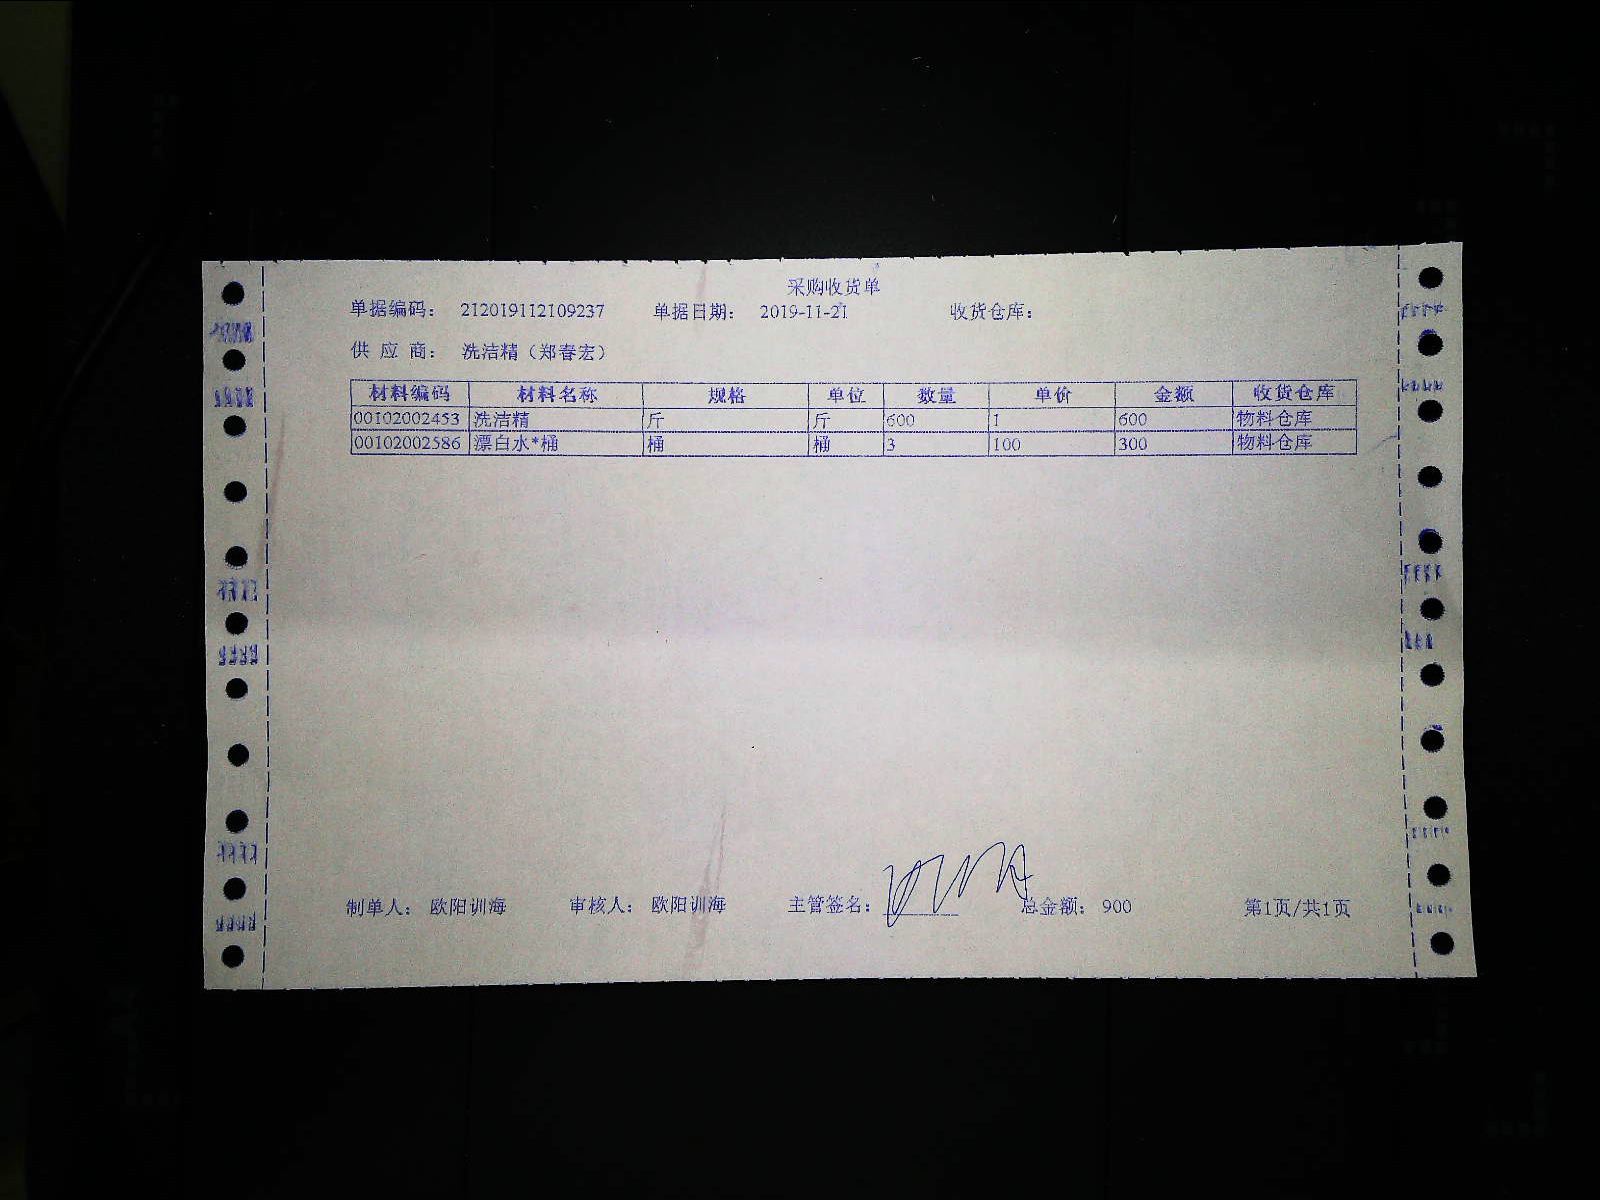 采购收货单
单据编码： 212019112109237 单据日期： 2019-11-21 收货仓库：
供 应 商： 洗洁精（郑春宏）
材料编码 材料名称 规格 单位 数量 单价 金额 收货仓库
00102002453 洗洁精 斤 斤 600 1 600 物料仓库
00102002586 漂白水*桶 桶 桶 3 100 300 物料仓库
制单人： 欧阳训海 审核人： 欧阳训海 主管签名： 总金额： 900 第1页/共1页